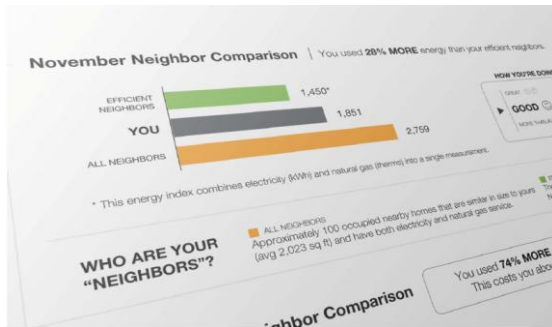 November Neighbor Comparison | You used 28% MORE energy than your efficient neighbors.
HOW YOU'RE DOING
EFFICIENT
NEIGHBORS
1,450*
YOU
1,851
ALL NEIGHBORS
2,759
GREAT
GOOD
MORE THAN
* This energy index combines electricity (kWh) and natural gas (therms) into a single measurement.
WHO ARE YOUR
"NEIGHBORS"?
ALL NEIGHBORS
Approximately 100 occupied nearby homes that are similar in size to yours
(avg 2,023 sq ft) and have both electricity and natural gas service.
Neighbor Comparison
You used 74% MORE
This costs you